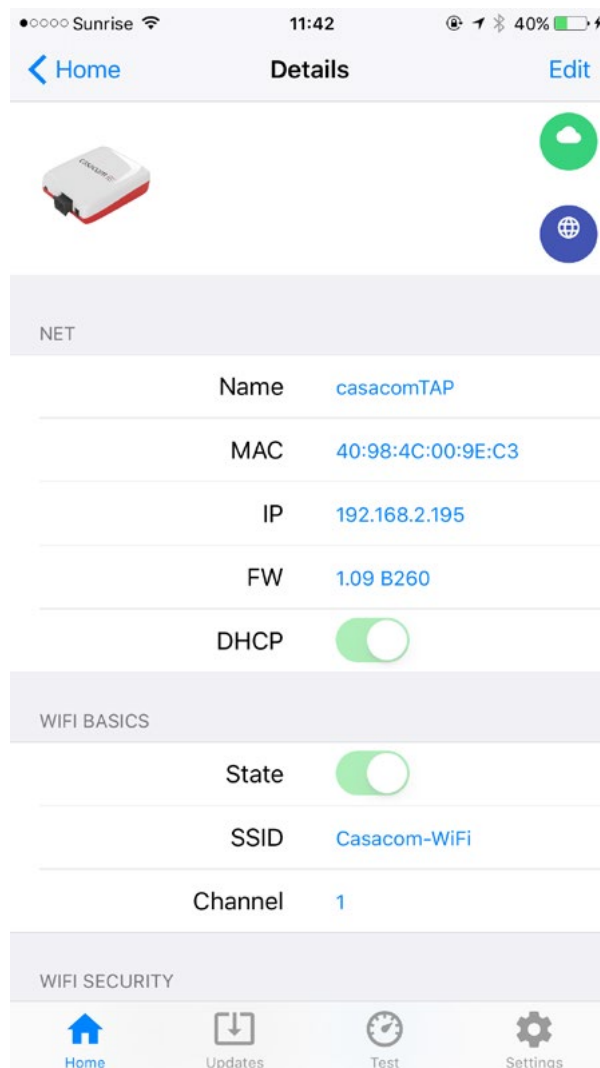 Sunrise 11:42 40%
Home Details Edit
casacom
NET
Name casacomTAP
MAC 40:98:4C:00:9E:C3
IP 192.168.2.195
FW 1.09 B260
DHCP
WIFI BASICS
State
SSID Casacom-WiFi
Channel 1
WIFI SECURITY
Home Updates Test Settings